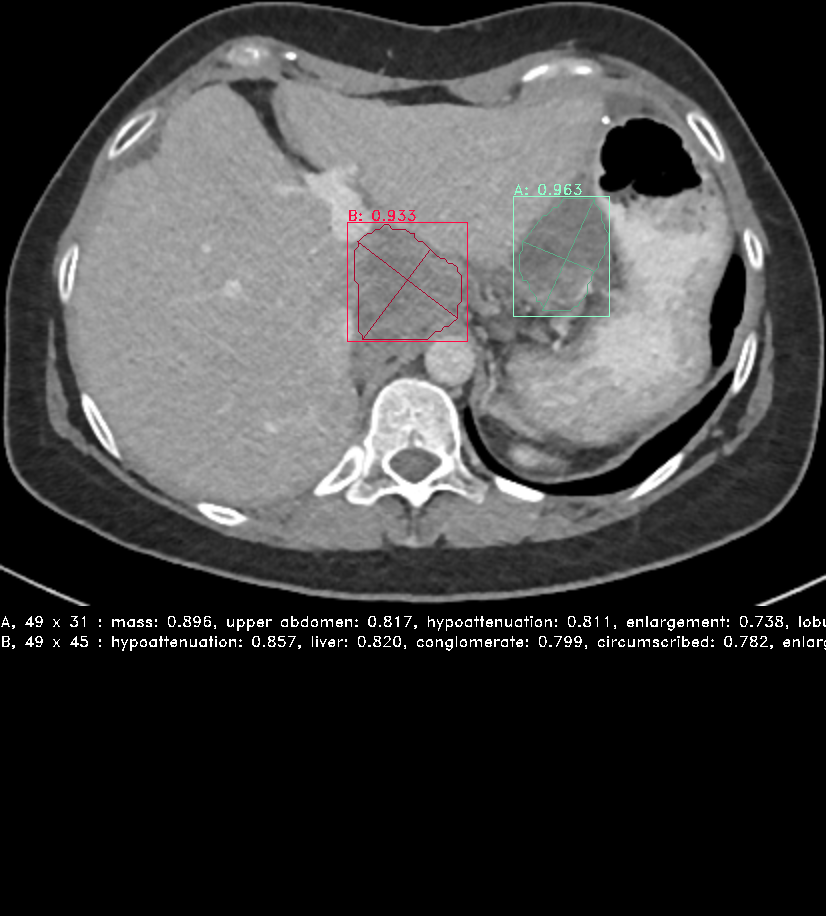 A: 0.963
B: 0.933
A, 49 x 31 : mass: 0.896, upper abdomen: 0.817, hypoattenuation: 0.811, enlargement: 0.738,
B, 49 x 45 : hypoattenuation: 0.857, liver: 0.820, conglomerate: 0.799, circumscribed: 0.782,